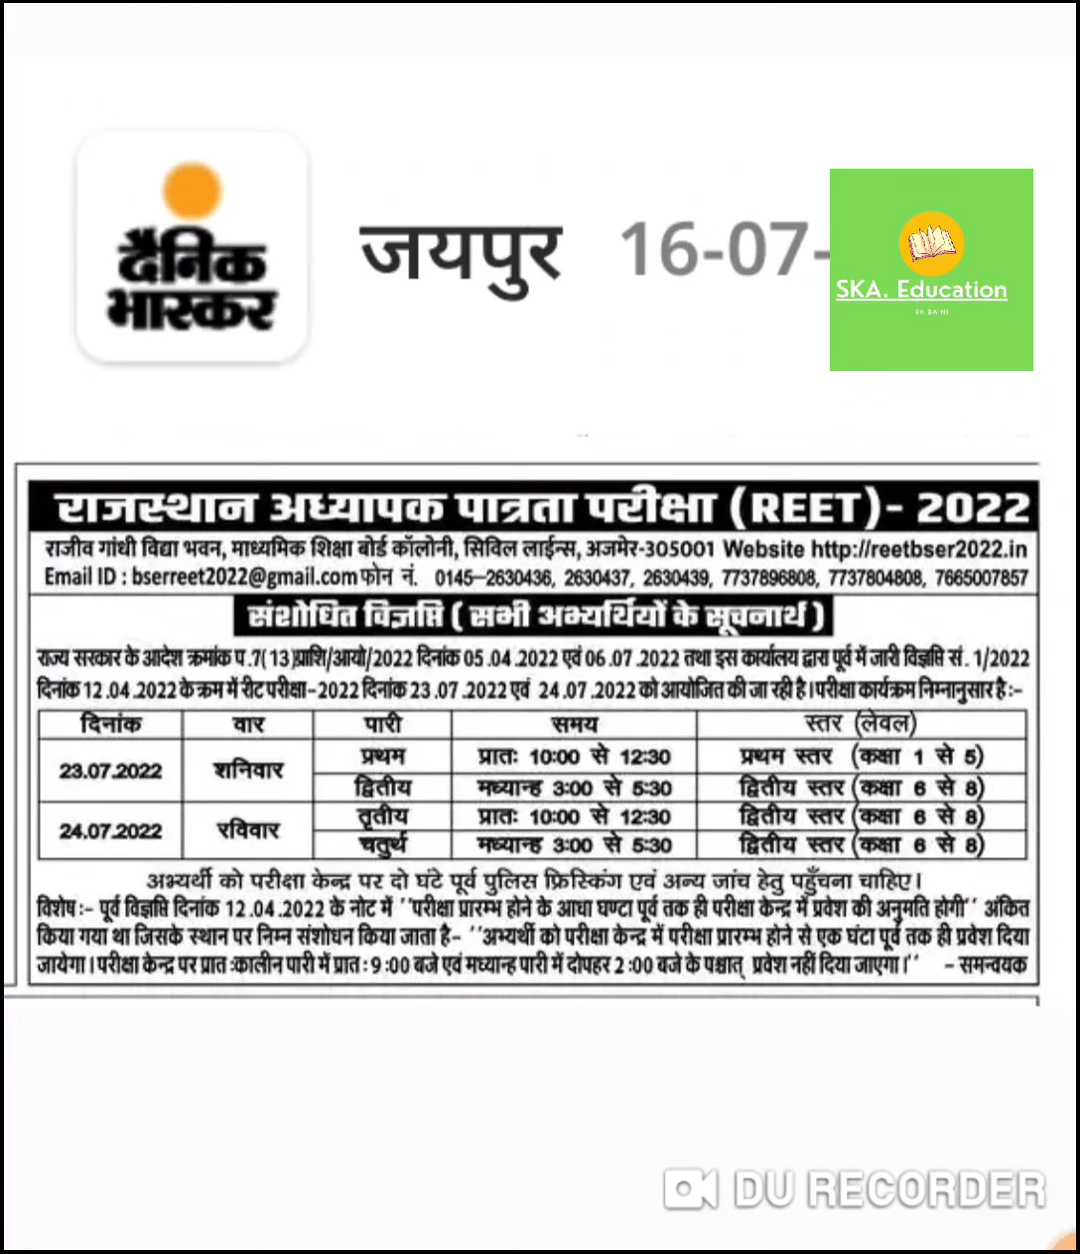 दैनिक
भास्कर
जयपुर 16-07-
SKA. Education
राजस्थान अध्यापक पात्रता परीक्षा (REET)- 2022
राजीव गांधी विद्या भवन, माध्यमिक शिक्षा बोर्ड कॉलोनी, सिविल लाईन्स, अजमेर-305001 Website http://reetbser2022.in
Email ID : bserreet2022@gmail.com फोन नं. 0145-2630436, 2630437, 2630439, 7737896808, 7737804808, 7665007857
संशोधित विज्ञप्ति ( सभी अभ्यर्थियों के सूचनार्थ )
राज्य सरकार के आदेश क्रमांक प.7(13)प्राशि/आयो/2022 दिनांक 05.04.2022 एवं 06.07.2022 तथा इस कार्यालय द्वारा पूर्व में जारी विज्ञप्ति सं. 1/2022
दिनांक 12.04.2022 के क्रम में रीट परीक्षा-2022 दिनांक 23.07.2022 एवं 24.07.2022 को आयोजित की जा रही है। परीक्षा कार्यक्रम निम्नानुसार है:-
दिनांक वार पारी समय स्तर (लेवल)
23.07.2022 शनिवार प्रथम प्रातः 10:00 से 12:30 प्रथम स्तर (कक्षा 1 से 5)
द्वितीय मध्यान्ह 3:00 से 5:30 द्वितीय स्तर (कक्षा 6 से 8)
24.07.2022 रविवार तृतीय प्रातः 10:00 से 12:30 द्वितीय स्तर (कक्षा 6 से 8)
चतुर्थ मध्यान्ह 3:00 से 5:30 द्वितीय स्तर (कक्षा 6 से 8)
अभ्यर्थी को परीक्षा केन्द्र पर दो घंटे पूर्व पुलिस फ्रिस्किंग एवं अन्य जांच हेतु पहुँचना चाहिए।
विशेष:- पूर्व विज्ञप्ति दिनांक 12.04.2022 के नोट में ''परीक्षा प्रारम्भ होने के आधा घण्टा पूर्व तक ही परीक्षा केन्द्र में प्रवेश की अनुमति होगी'' अंकित
किया गया था जिसके स्थान पर निम्न संशोधन किया जाता है- ''अभ्यर्थी को परीक्षा केन्द्र में परीक्षा प्रारम्भ होने से एक घंटा पूर्व तक ही प्रवेश दिया
जायेगा। परीक्षा केन्द्र पर प्रातःकालीन पारी में प्रातः 9:00 बजे एवं मध्यान्ह पारी में दोपहर 2:00 बजे के पश्चात् प्रवेश नहीं दिया जाएगा।'' - समन्वयक
DU RECORDER